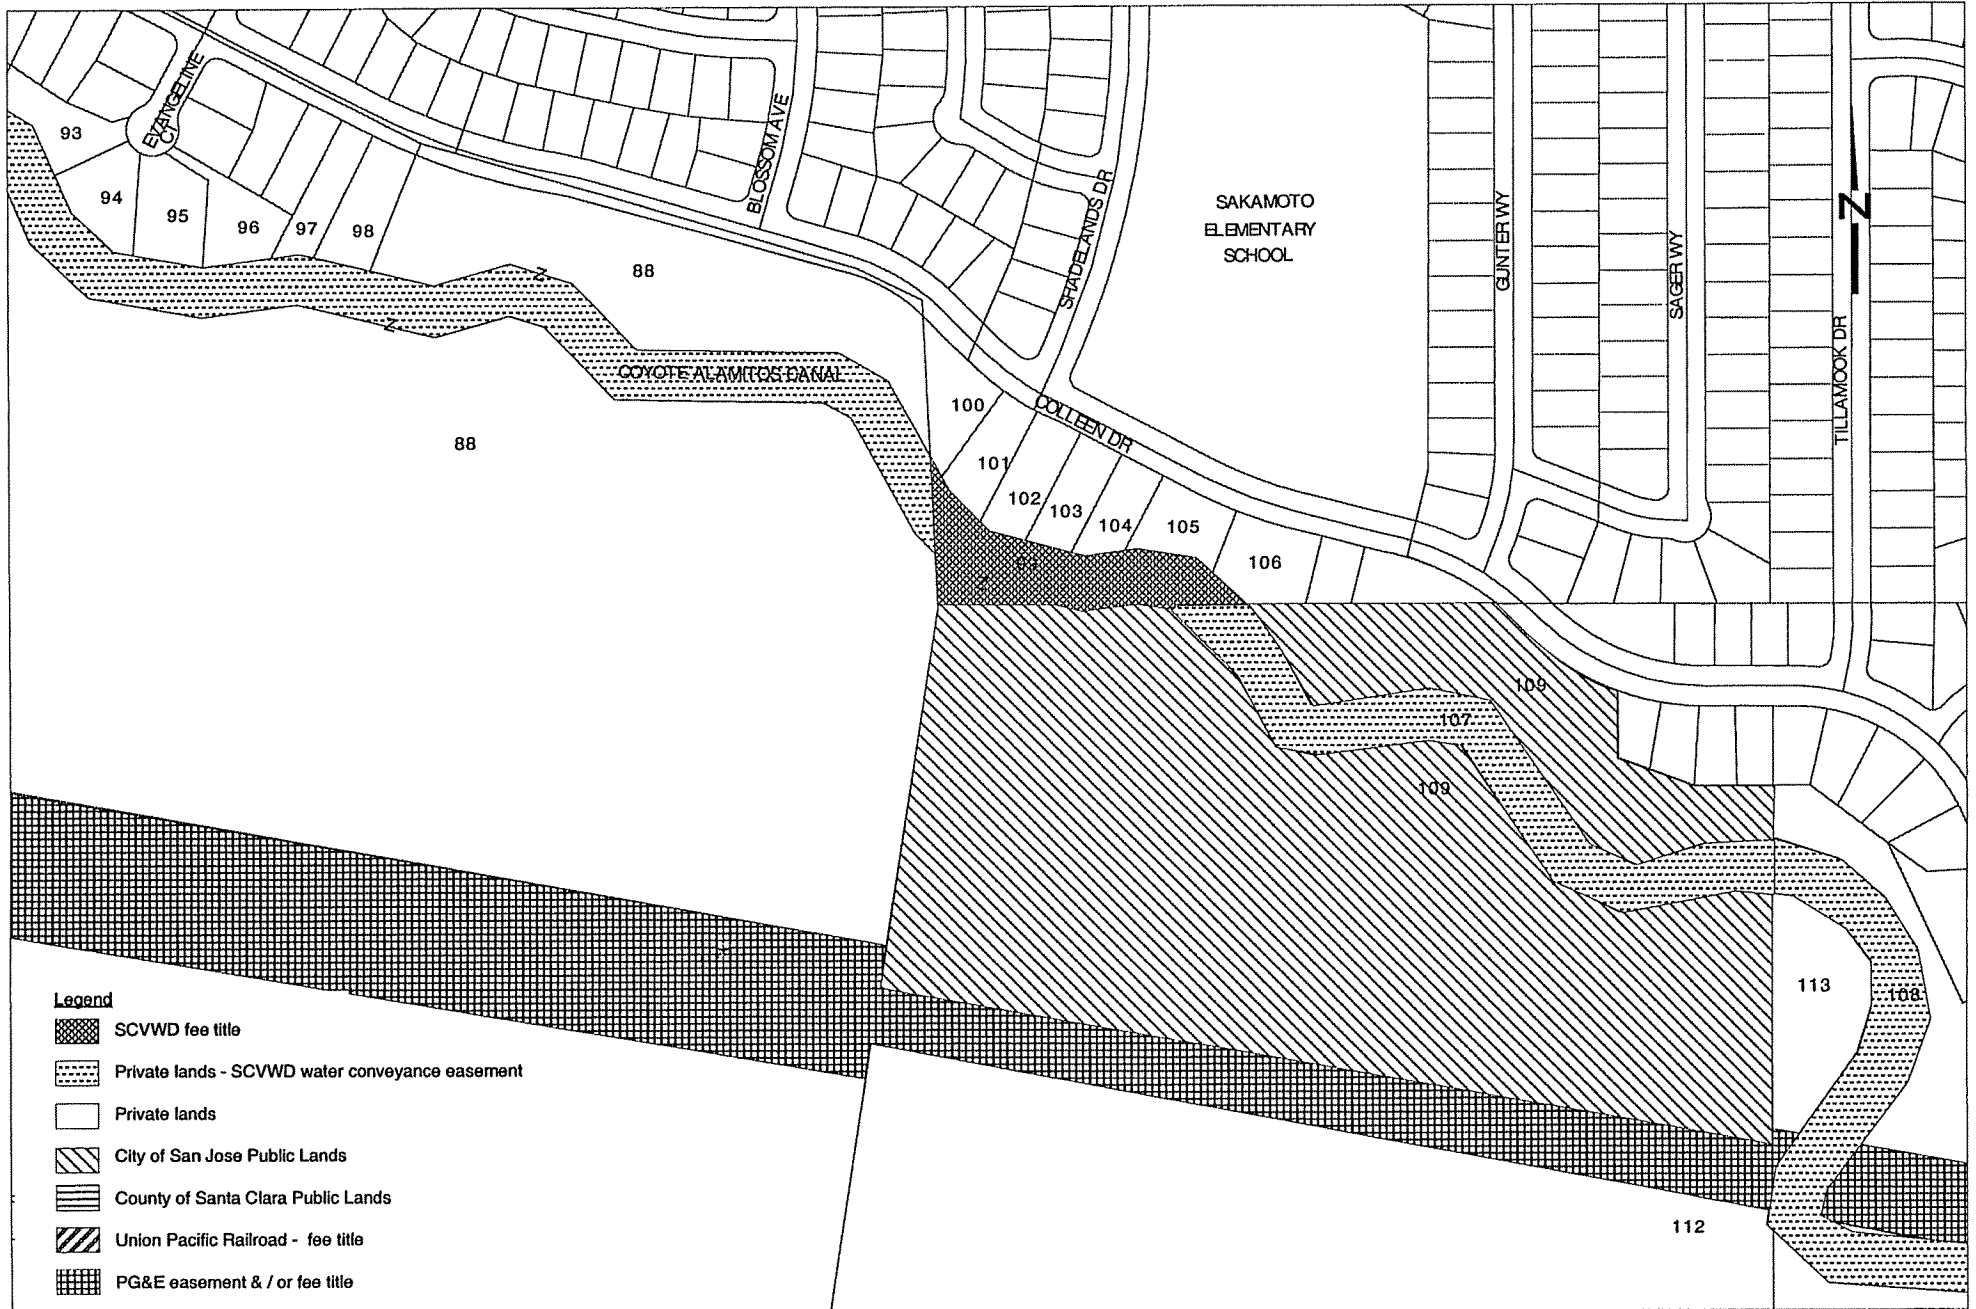 EVANGELINE
CT
BLOSSOM AVE
SHADELANDS DR
SAKAMOTO
ELEMENTARY
SCHOOL
GUNTER WY
SAGER WY
TILLAMOOK DR
N
93
94
95
96
97
98
88
Z
Z
COYOTE ALAMITOS CANAL
88
COLLEEN DR
100
101
102
103
104
105
106
99
Z
109
107
109
113
108
112
Legend
SCVWD fee title
Private lands - SCVWD water conveyance easement
Private lands
City of San Jose Public Lands
County of Santa Clara Public Lands
Union Pacific Railroad - fee title
PG&E easement & / or fee title